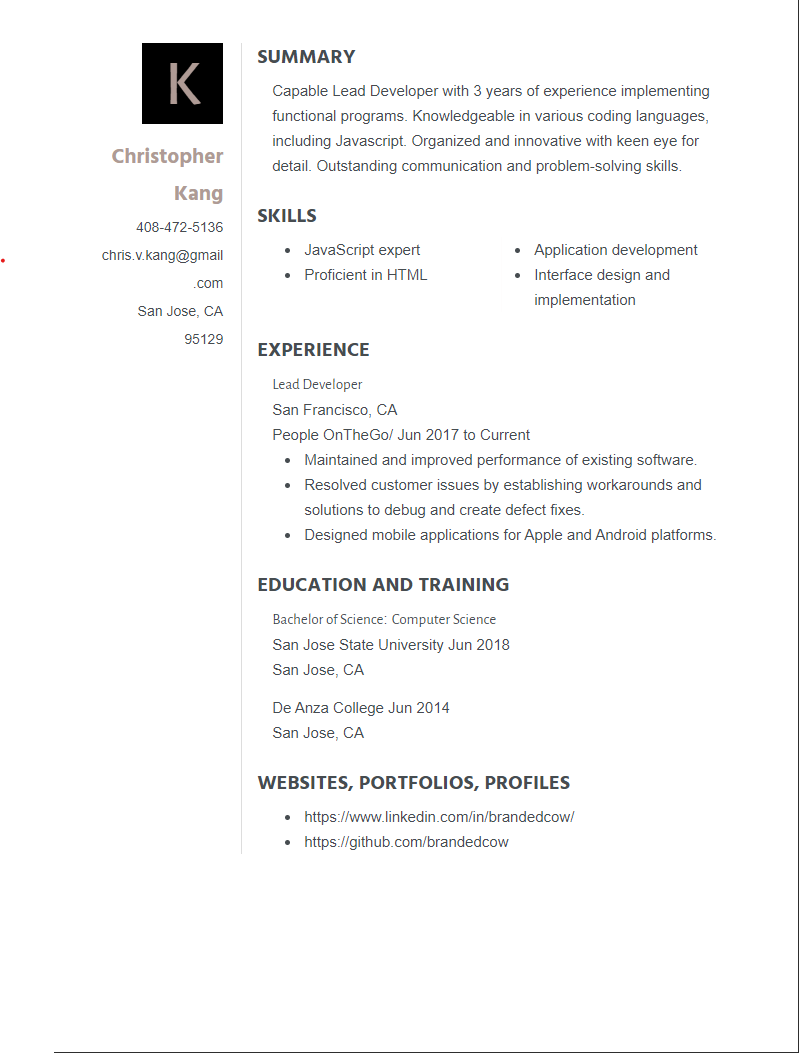 K
Christopher
Kang
408-472-5136
chris.v.kang@gmail
.com
San Jose, CA
95129
SUMMARY
Capable Lead Developer with 3 years of experience implementing
functional programs. Knowledgeable in various coding languages,
including Javascript. Organized and innovative with keen eye for
detail. Outstanding communication and problem-solving skills.
SKILLS
• JavaScript expert
• Proficient in HTML
• Application development
• Interface design and
implementation
EXPERIENCE
Lead Developer
San Francisco, CA
People OnTheGo/ Jun 2017 to Current
• Maintained and improved performance of existing software.
• Resolved customer issues by establishing workarounds and
solutions to debug and create defect fixes.
• Designed mobile applications for Apple and Android platforms.
EDUCATION AND TRAINING
Bachelor of Science: Computer Science
San Jose State University Jun 2018
San Jose, CA
De Anza College Jun 2014
San Jose, CA
WEBSITES, PORTFOLIOS, PROFILES
• https://www.linkedin.com/in/brandedcow/
• https://github.com/brandedcow